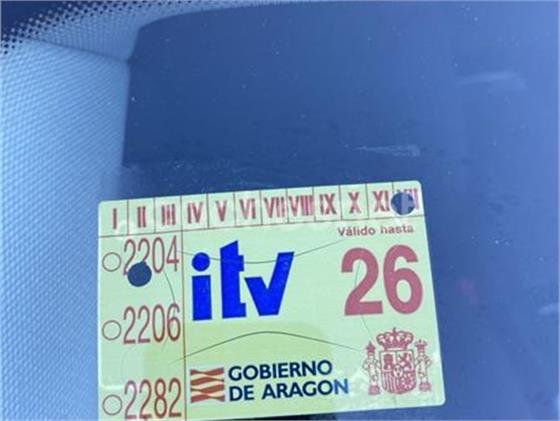 I II III IV V VI VII VIII IX X XI XII
Válido hasta
2204
itv 26
2206
GOBIERNO
DE ARAGON
2282